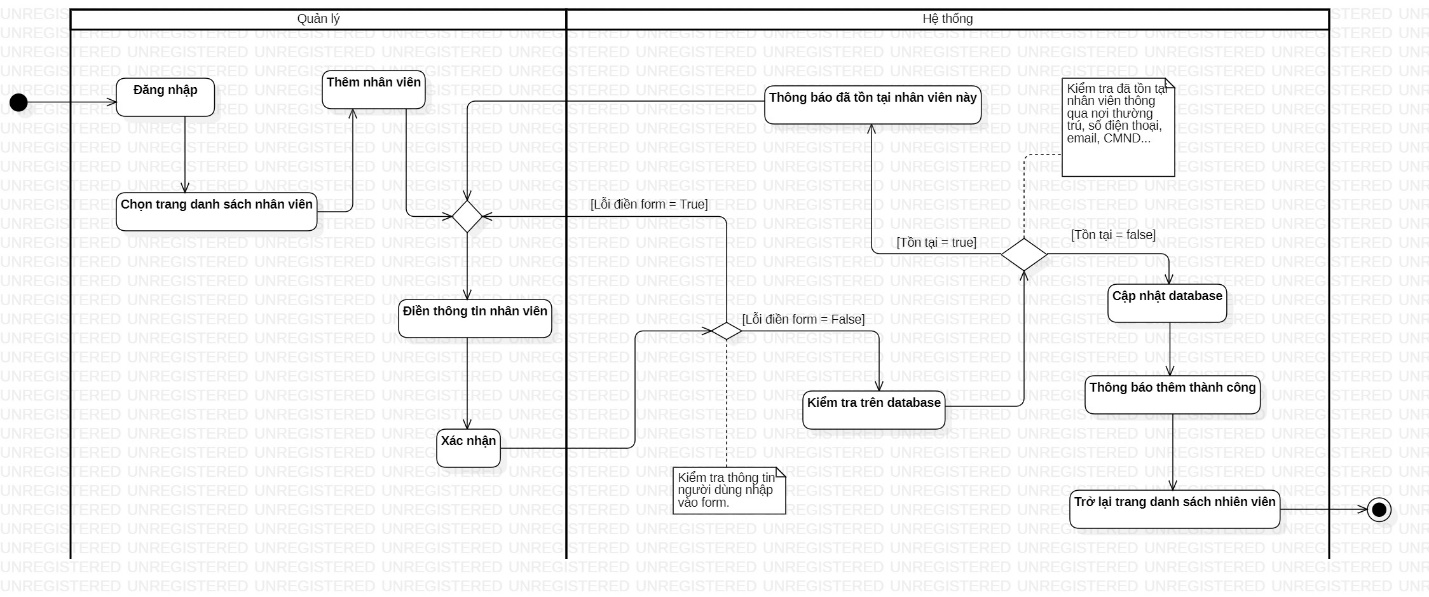 Quản lý
Hệ thống
Đăng nhập
Thêm nhân viên
Thông báo đã tồn tại nhân viên này
Kiểm tra đã tồn tại
nhân viên thông
qua nơi thường
trú, số điện thoại,
email, CMND...
Chọn trang danh sách nhân viên
[Lỗi điền form = True]
[Tồn tại = true]
[Tồn tại = false]
Cập nhật database
Điền thông tin nhân viên
[Lỗi điền form = False]
Thông báo thêm thành công
Kiểm tra trên database
Xác nhận
Kiểm tra thông tin
người dùng nhập
vào form.
Trở lại trang danh sách nhiên viên
UNREGISTERED